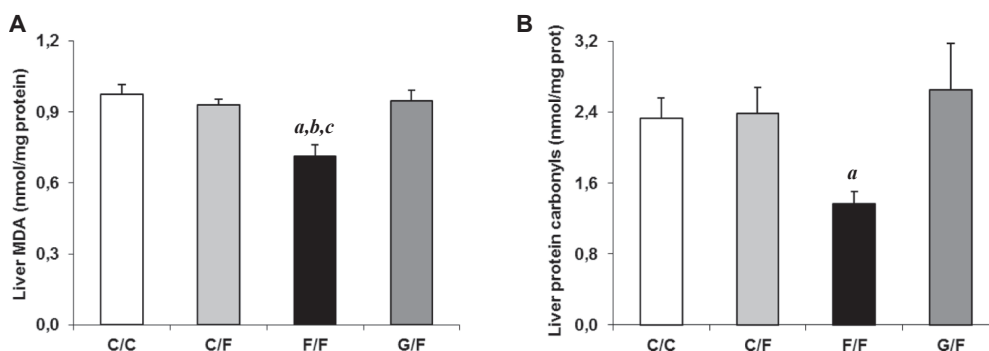 A
Liver MDA (nmol/mg protein)
1,2
0,9
0,6
0,3
0,0
a,b,c
C/C C/F F/F G/F
B
Liver protein carbonyls (nmol/mg prot)
3,2
2,4
1,6
0,8
0,0
a
C/C C/F F/F G/F